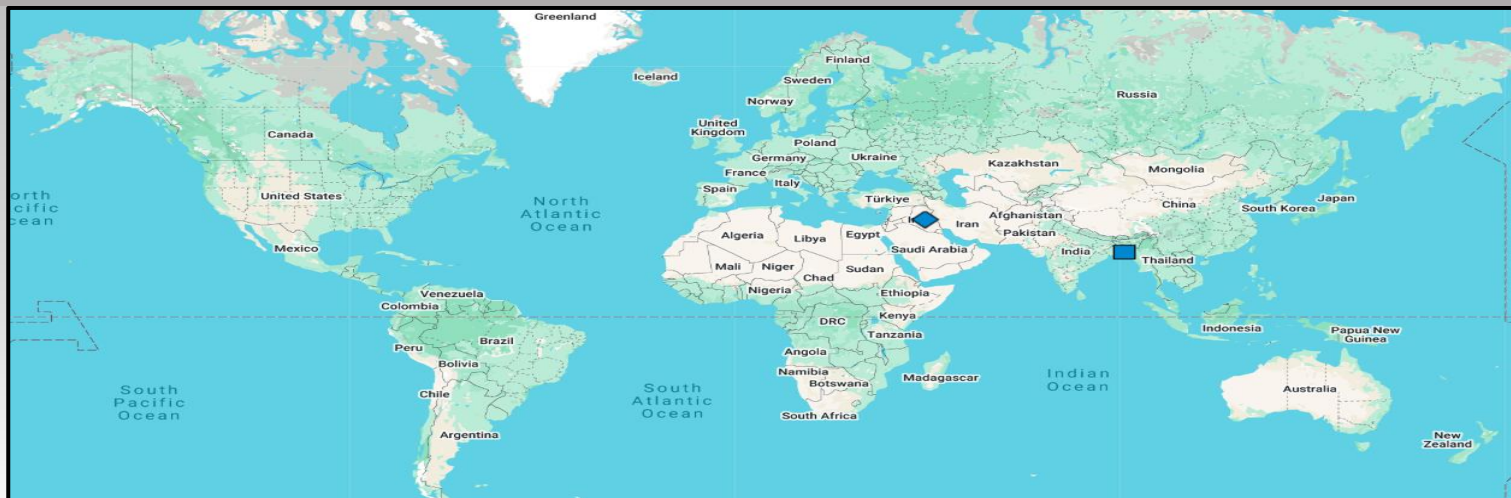 Greenland
Iceland
Finland
Sweden
Norway
Russia
United
Kingdom
Canada
Poland
Germany
Ukraine
France
Kazakhstan
Mongolia
Italy
Spain
United States
Türkiye
China
Japan
South Korea
North
Atlantic
Ocean
Afghanistan
Iran
Pakistan
Algeria
Libya
Egypt
Saudi Arabia
Mexico
India
Thailand
Mali
Niger
Chad
Sudan
Nigeria
Ethiopia
Venezuela
Colombia
Kenya
DRC
Tanzania
Indonesia
Papua New
Guinea
Brazil
Peru
Angola
Bolivia
Namibia
Botswana
Madagascar
Indian
Ocean
South
Pacific
Ocean
Chile
South
Atlantic
Ocean
Australia
South Africa
Argentina
New
Zealand